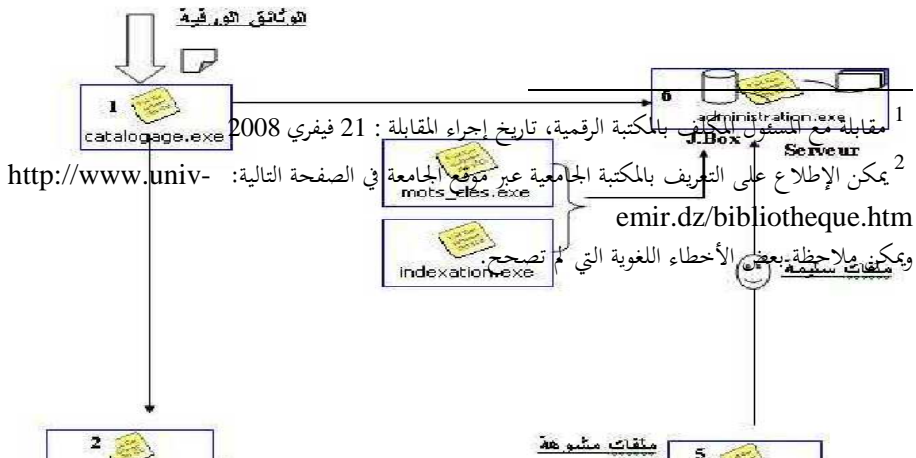 الوثائق الورقية
1
catalogage.exe
6
administration.exe
J.Box
Serveur
1 مقابلة مع المسئول المكلف بالمكتبة الرقمية، تاريخ إجراء المقابلة : 21 فيفري 2008
mots_cles.exe
2 يمكن الإطلاع على التعريف بالمكتبة الجامعية عبر موقع الجامعة في الصفحة التالية: http://www.univ-
emir.dz/bibliotheque.htm
indexation.exe
ويمكن ملاحظة بعض الأخطاء اللغوية التي لم تصحح.
ملفات سليمة
2
ملفات مشوهة
5